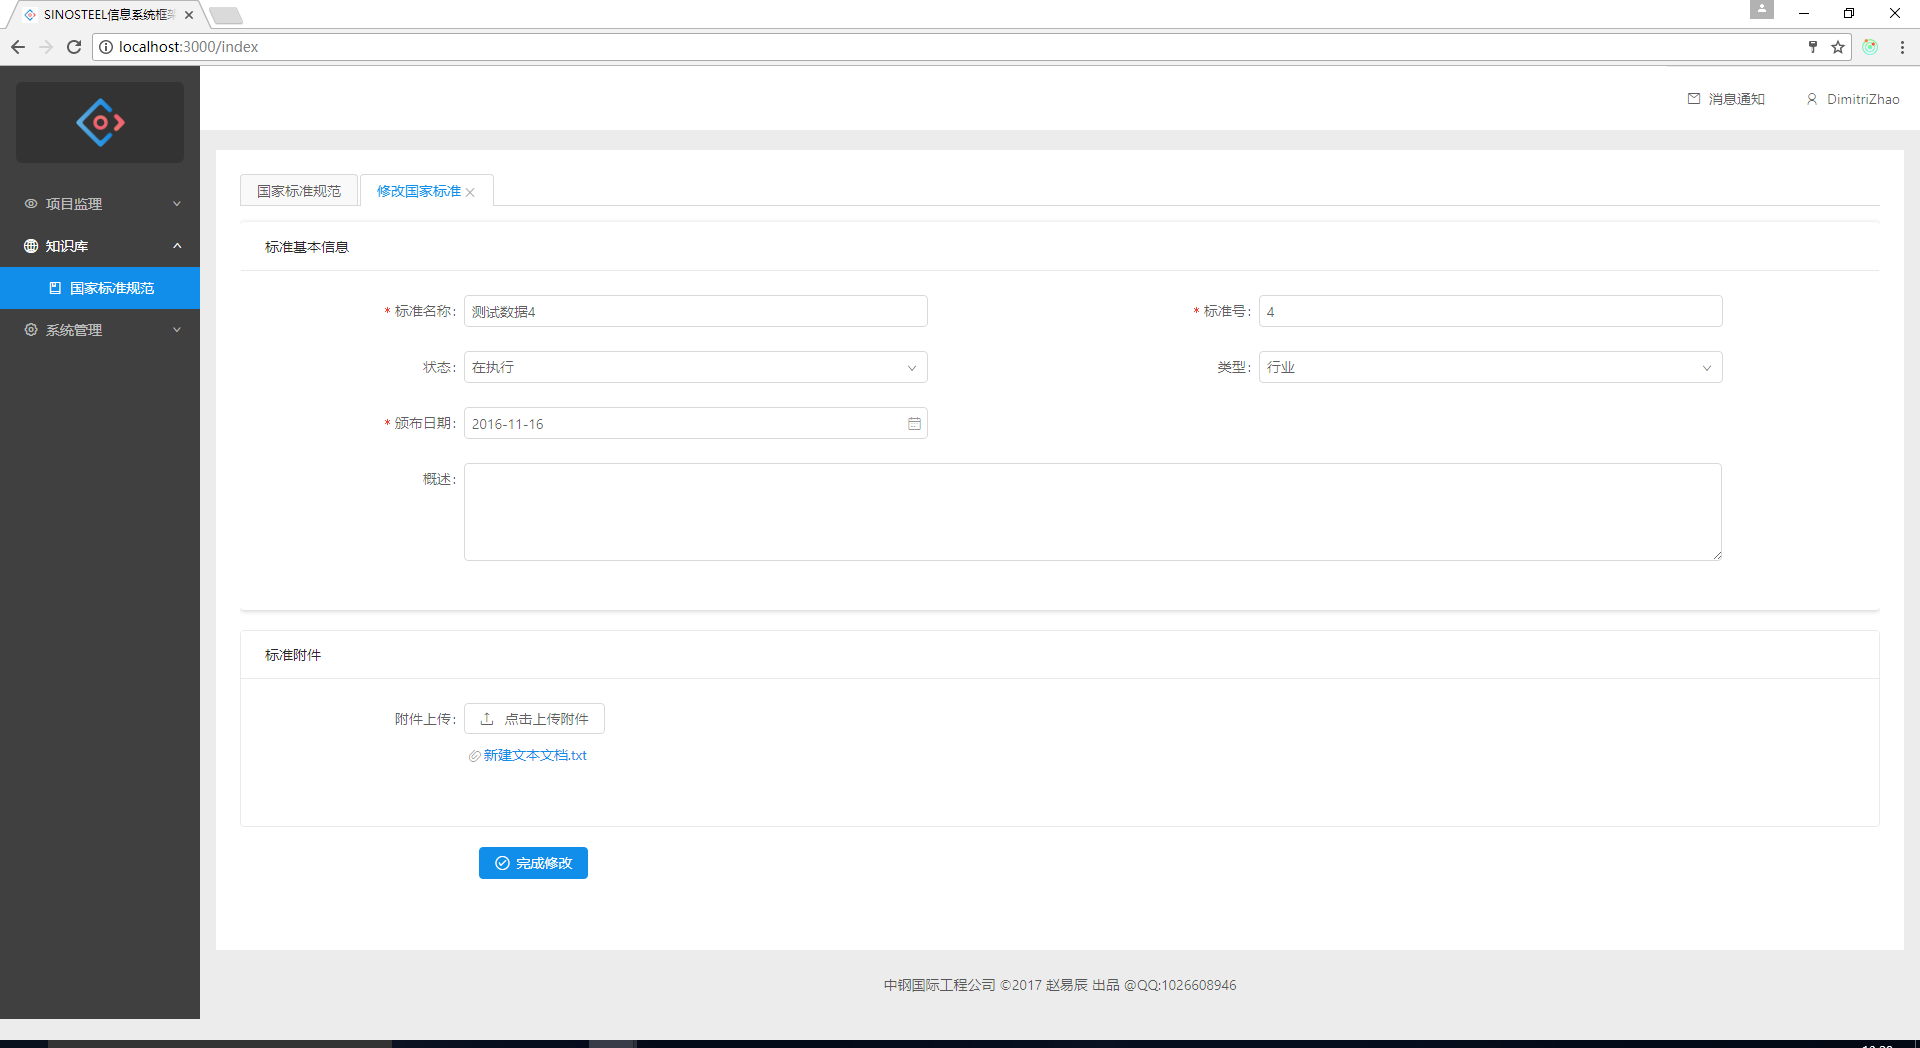 SINOSTEEL信息系统框架
localhost:3000/index
消息通知
DimitriZhao
项目监理
知识库
国家标准规范
系统管理
国家标准规范
修改国家标准
标准基本信息
* 标准名称:
测试数据4
* 标准号:
4
状态:
在执行
类型:
行业
* 颁布日期:
2016-11-16
概述:
标准附件
附件上传:
点击上传附件
新建文本文档.txt
完成修改
中钢国际工程公司 ©2017 赵易辰 出品 @QQ:1026608946